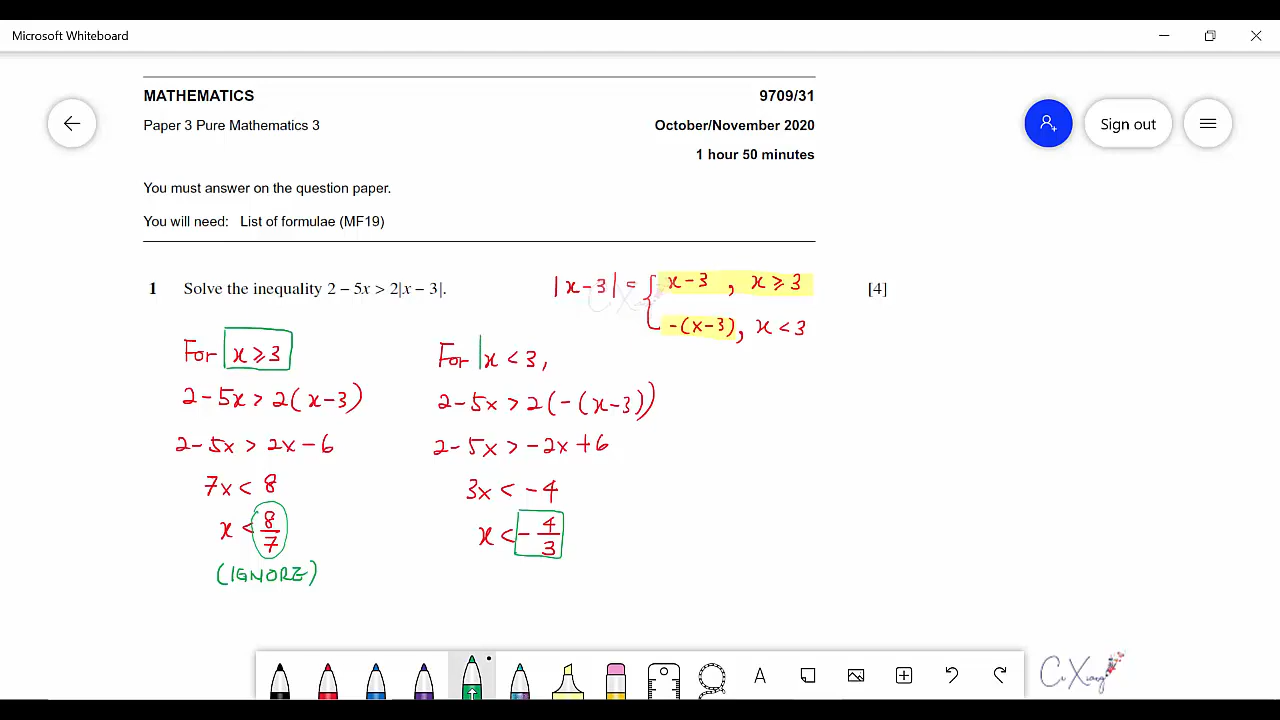 Microsoft Whiteboard
MATHEMATICS 9709/31
Paper 3 Pure Mathematics 3 October/November 2020
1 hour 50 minutes
You must answer on the question paper.
You will need: List of formulae (MF19)
Sign out
1 Solve the inequality 2 − 5x > 2|x − 3|. [4]
|x-3| = { x-3 , x ⩾ 3
-(x-3), x < 3
For x ⩾ 3
2-5x > 2(x-3)
2-5x > 2x-6
7x < 8
x < 8/7
(IGNORE)
For x < 3,
2-5x > 2(-(x-3))
2-5x > -2x+6
3x < -4
x < -4/3
A
Ci Xiang